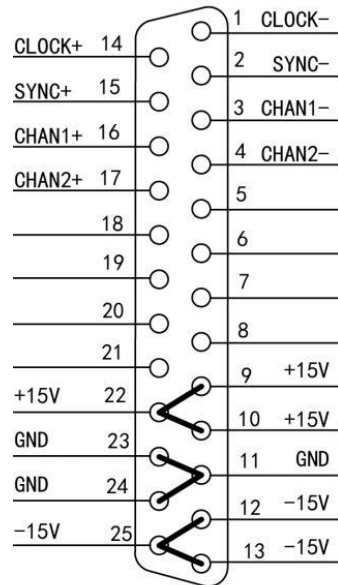 1 CLOCK-
CLOCK+ 14
2 SYNC-
SYNC+ 15
3 CHAN1-
CHAN1+ 16
4 CHAN2-
CHAN2+ 17
5
18
6
19
7
20
8
21
9 +15V
+15V 22
10 +15V
GND 23
11 GND
GND 24
12 -15V
-15V 25
13 -15V